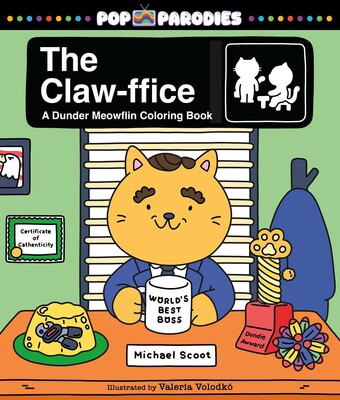 POP PARODIES
The
Claw-ffice
A Dunder Meowflin Coloring Book
Certificate
of
Cathenticity
WORLD'S
BEST
BOSS
Michael Scoot
Dundie
Award
Illustrated by Valeria Volodkó